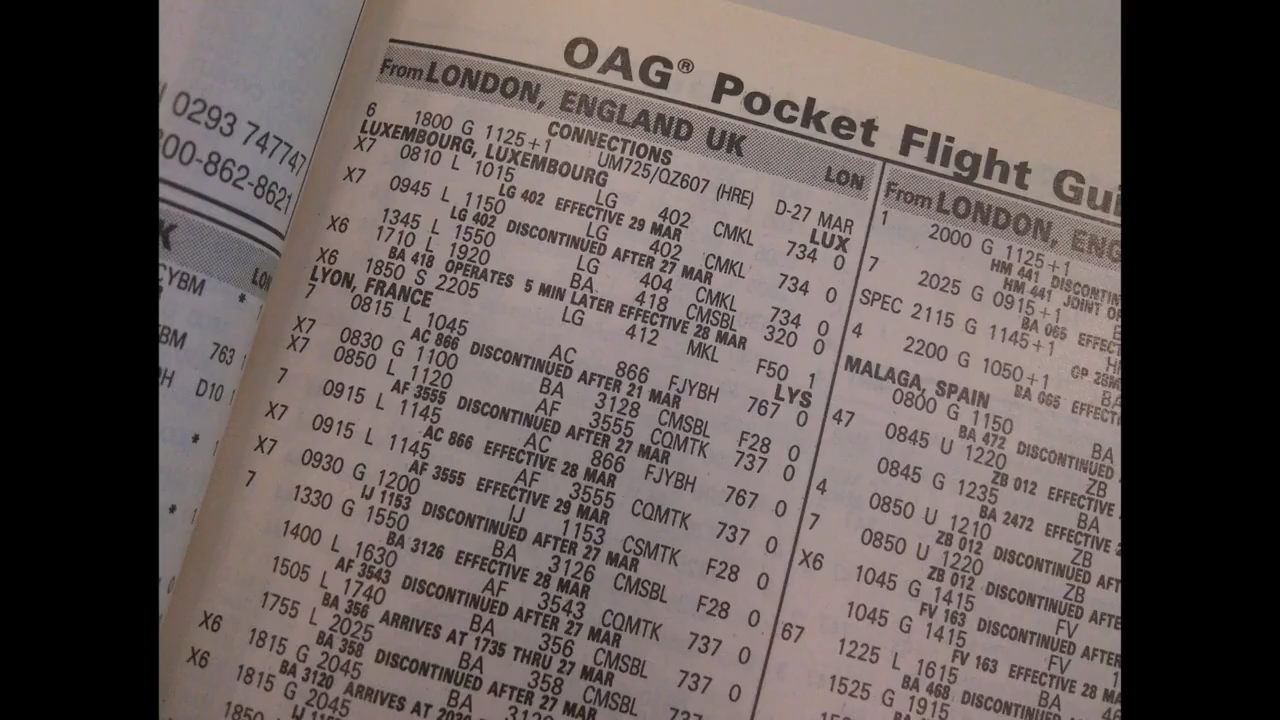 0293 747747
00-862-8621
K
CYBM *
BM 763 1
D10 1
*
*
OAG® Pocket Flight
From LONDON, ENGLAND UK LON
CONNECTIONS
6 1800 G 1125+1 UM725/QZ607 (HRE) D-27 MAR
LUXEMBOURG, LUXEMBOURG LUX
X7 0810 L 1015 LG 402 CMKL 734 0
LG 402 EFFECTIVE 29 MAR
X7 0945 L 1150 LG 402 CMKL 734 0
LG 402 DISCONTINUED AFTER 27 MAR
1345 L 1550 LG 404 CMKL 734 0
X6 1710 L 1920 BA 418 CMSBL 320 0
BA 418 OPERATES 5 MIN LATER EFFECTIVE 28 MAR
X6 1850 S 2205 LG 412 MKL F50 1
LYON, FRANCE LYS
7 0815 L 1045 AC 866 FJYBH 767 0
AC 866 DISCONTINUED AFTER 21 MAR
X7 0830 G 1100 BA 3128 CMSBL F28 0
X7 0850 L 1120 AF 3555 CQMTK 737 0
AF 3555 DISCONTINUED AFTER 27 MAR
7 0915 L 1145 AC 866 FJYBH 767 0
AC 866 EFFECTIVE 28 MAR
X7 0915 L 1145 AF 3555 CQMTK 737 0
AF 3555 EFFECTIVE 29 MAR
X7 0930 G 1200 IJ 1153 CSMTK F28 0
IJ 1153 DISCONTINUED AFTER 27 MAR
7 1330 G 1550 BA 3126 CMSBL F28 0
BA 3126 EFFECTIVE 28 MAR
1400 L 1630 AF 3543 CQMTK 737 0
AF 3543 DISCONTINUED AFTER 27 MAR
1505 L 1740 BA 356 CMSBL 737 0
BA 356 ARRIVES AT 1735 THRU 27 MAR
1755 L 2025 BA 358 CMSBL 737
BA 358 DISCONTINUED AFTER 27 MAR
X6 1815 G 2045 BA 3120
BA 3120 ARRIVES AT
X6 1815 G 2045
1850
From LONDON, ENG
1 2000 G 1125+1
HM 441 DISCONTIN
7 2025 G 0915+1
HM 441 JOINT
BA 065 EFFECT
SPEC 2115 G 1145+1
4 2200 G 1050+1
BA 065 EFFECT
MALAGA, SPAIN
0800 G 1150 BA
BA 472 DISCONTINUED
47 0845 U 1220 ZB
ZB 012 EFFECTIVE
0845 G 1235 BA
BA 2472 EFFECTIVE
4 0850 U 1210 ZB
ZB 012 DISCONTINUED AFT
7 0850 U 1220 ZB
ZB 012 DISCONTINUED AFTE
X6 1045 G 1415 FV
FV 163 DISCONTINUED AFTER
1045 G 1415 FV
FV 163 EFFECTIVE 28 MA
67 1225 L 1615 BA
BA 468 DISCONTINUED
1525 G 1915